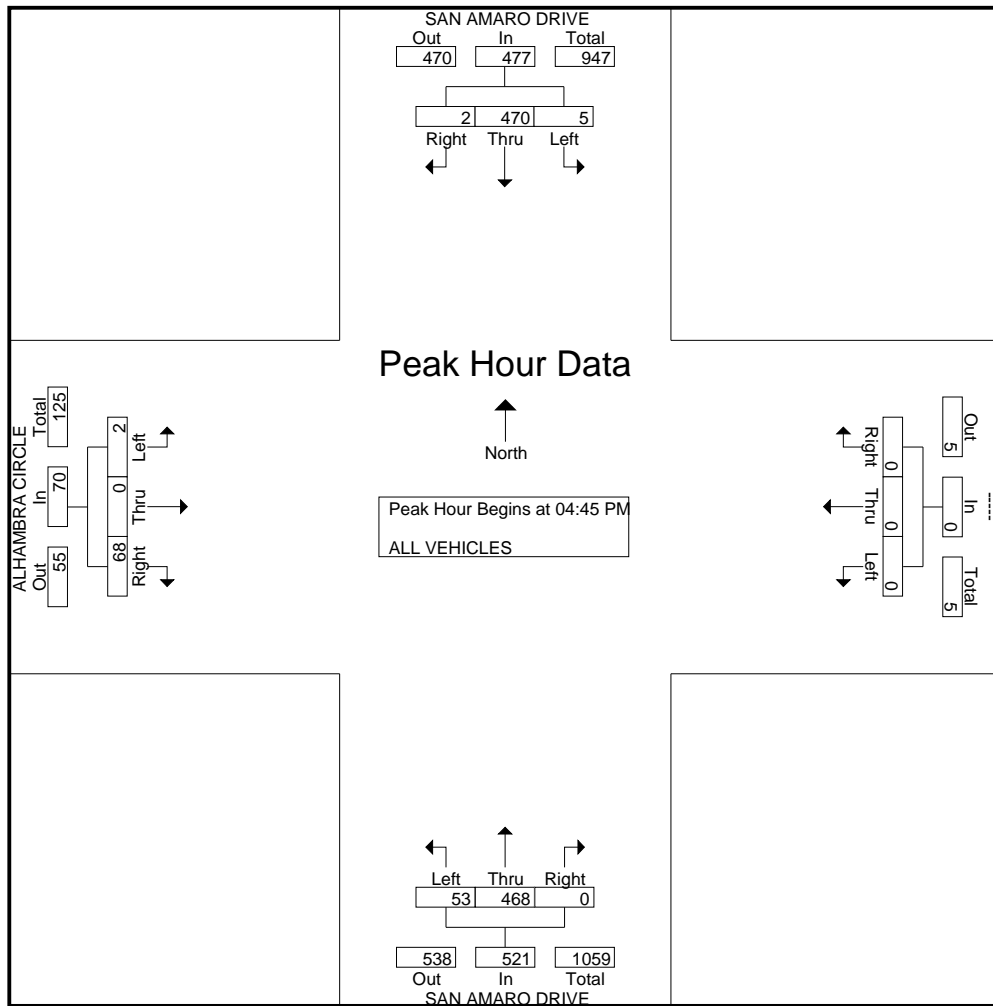 SAN AMARO DRIVE
Out In Total
470 477 947
2 470 5
Right Thru Left
Peak Hour Data
North
Peak Hour Begins at 04:45 PM
ALL VEHICLES
ALHAMBRA CIRCLE
Out In Total
55 70 125
68 0 2
Right Thru Left
Out In Total
5 0 5
0 0 0
Right Thru Left
-----
Left Thru Right
53 468 0
538 521 1059
Out In Total
SAN AMARO DRIVE